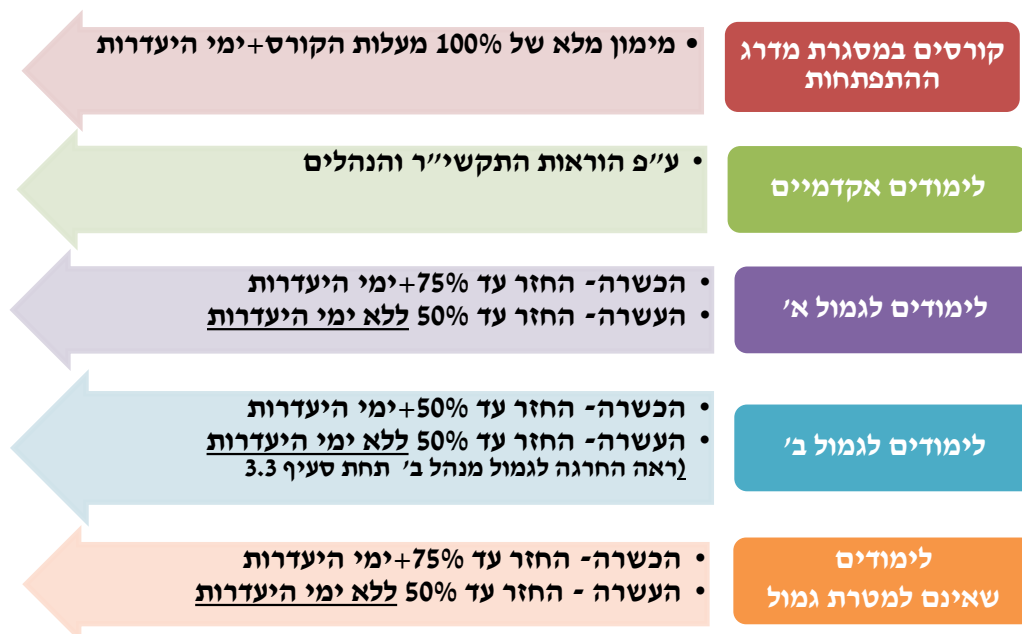 קורסים במסגרת מדרג
ההתפתחות
• מימון מלא של 100% מעלות הקורס+ימי היעדרות
לימודים אקדמיים
• ע״פ הוראות התקשי״ר והנהלים
לימודים לגמול א׳
• הכשרה- החזר עד 75%+ימי היעדרות
• העשרה- החזר עד 50% ללא ימי היעדרות
לימודים לגמול ב׳
• הכשרה- החזר עד 50%+ימי היעדרות
• העשרה- החזר עד 50% ללא ימי היעדרות
(ראה החרגה לגמול מנהל ב׳ תחת סעיף 3.3
לימודים
שאינם למטרת גמול
• הכשרה- החזר עד 75%+ימי היעדרות
• העשרה - החזר עד 50% ללא ימי היעדרות